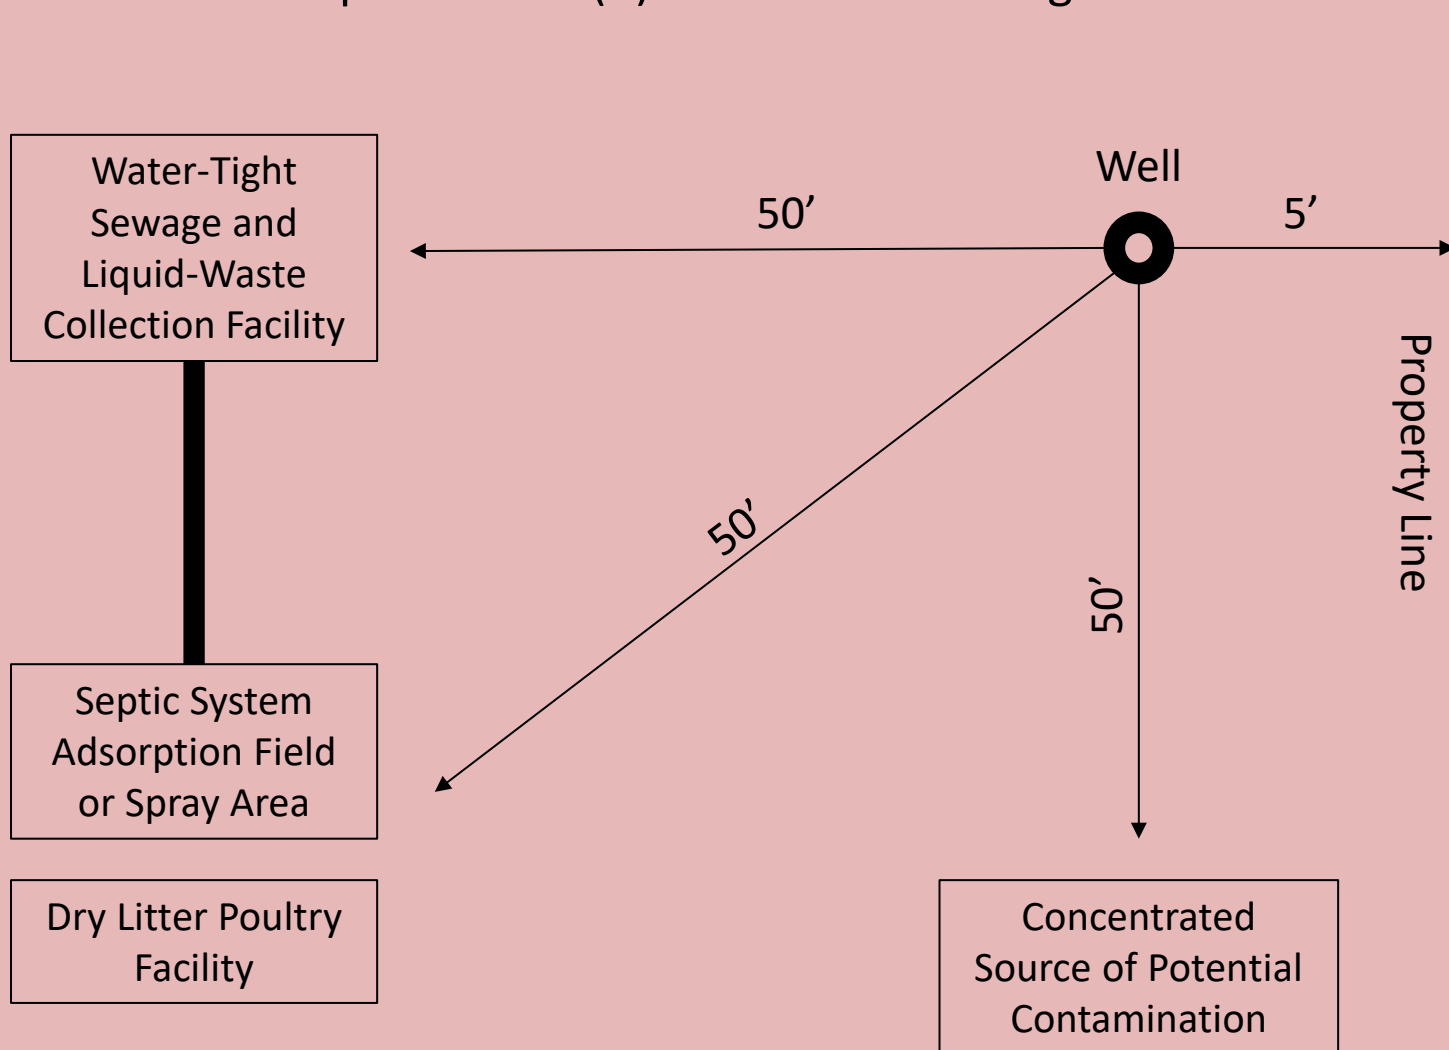 Water-Tight
Sewage and
Liquid-Waste
Collection Facility
Well
50’
5’
Property Line
50’
50’
Septic System
Adsorption Field
or Spray Area
Dry Litter Poultry
Facility
Concentrated
Source of Potential
Contamination